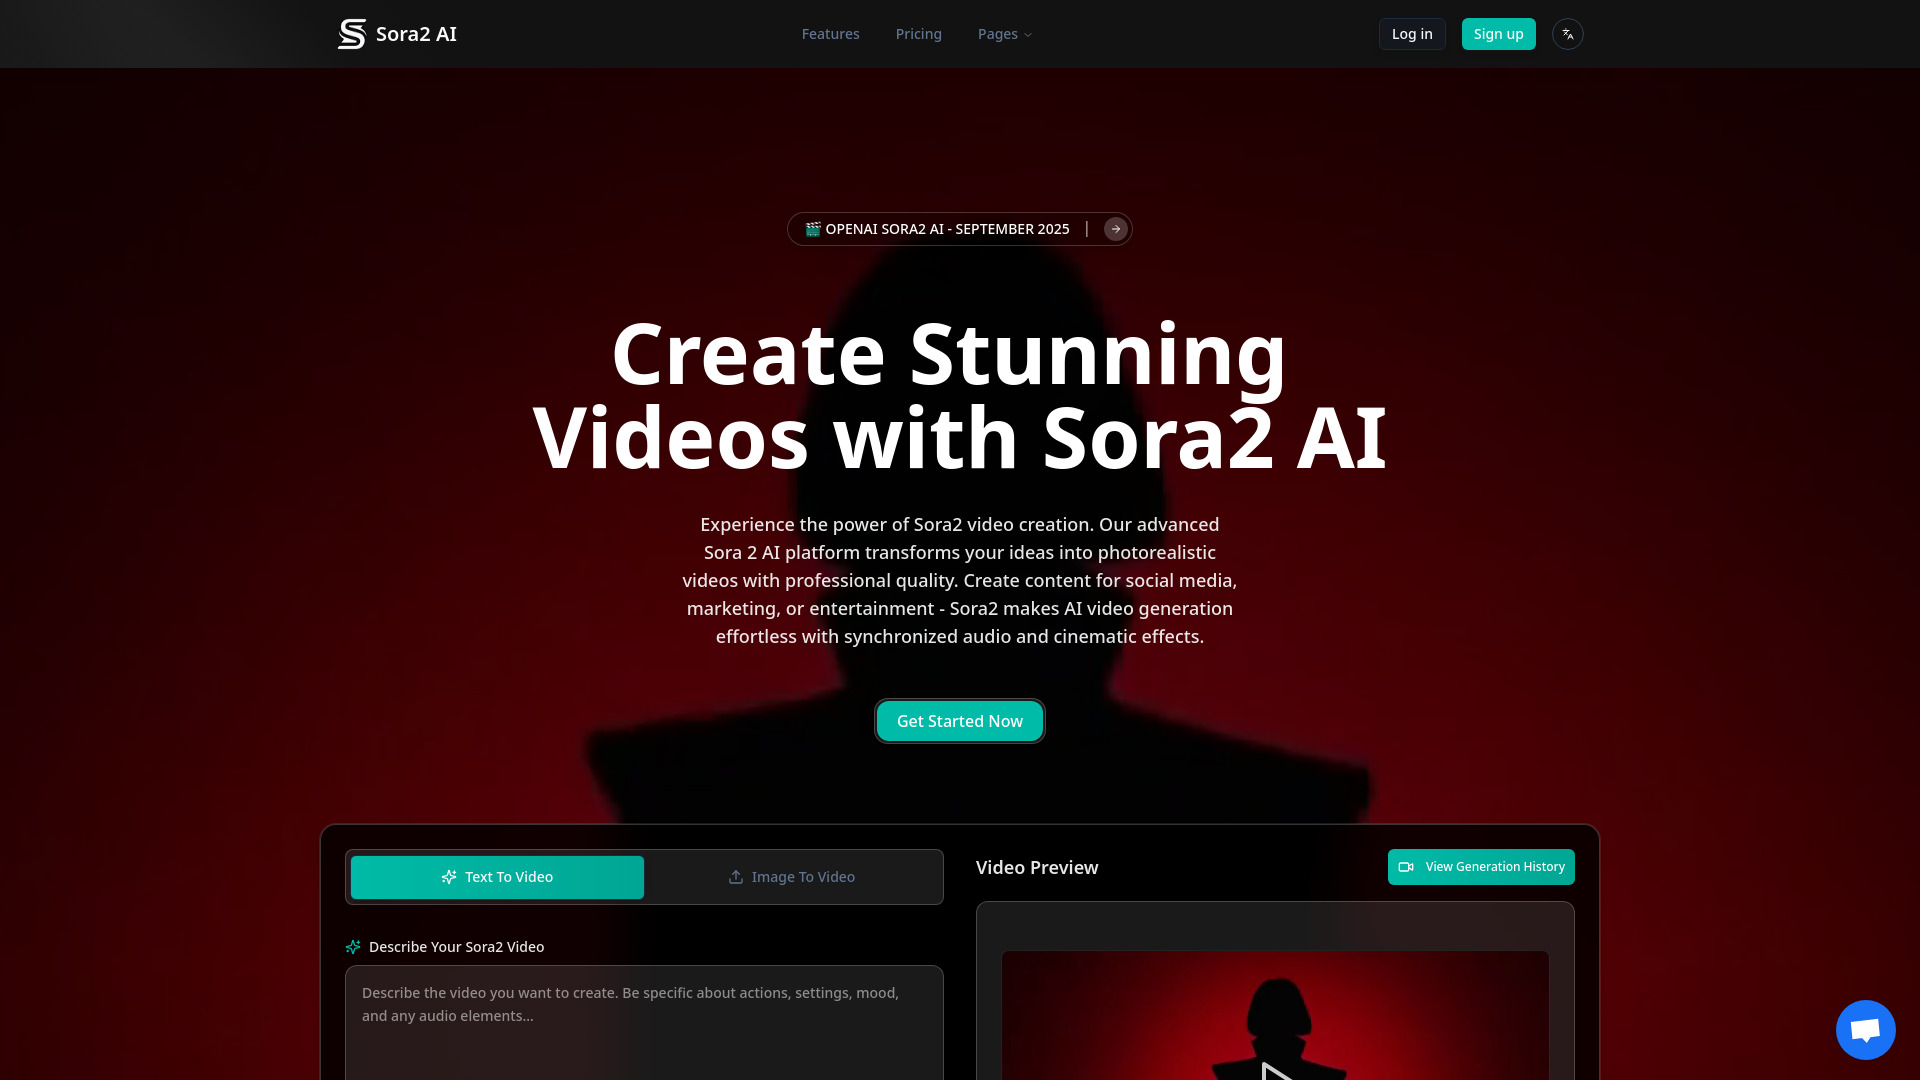 Sora2 AI
Features
Pricing
Pages
Log in
Sign up
🎬 OPENAI SORA2 AI - SEPTEMBER 2025
Create Stunning
Videos with Sora2 AI
Experience the power of Sora2 video creation. Our advanced
Sora 2 AI platform transforms your ideas into photorealistic
videos with professional quality. Create content for social media,
marketing, or entertainment - Sora2 makes AI video generation
effortless with synchronized audio and cinematic effects.
Get Started Now
Text To Video
Image To Video
Describe Your Sora2 Video
Describe the video you want to create. Be specific about actions, settings, mood,
and any audio elements...
Video Preview
View Generation History